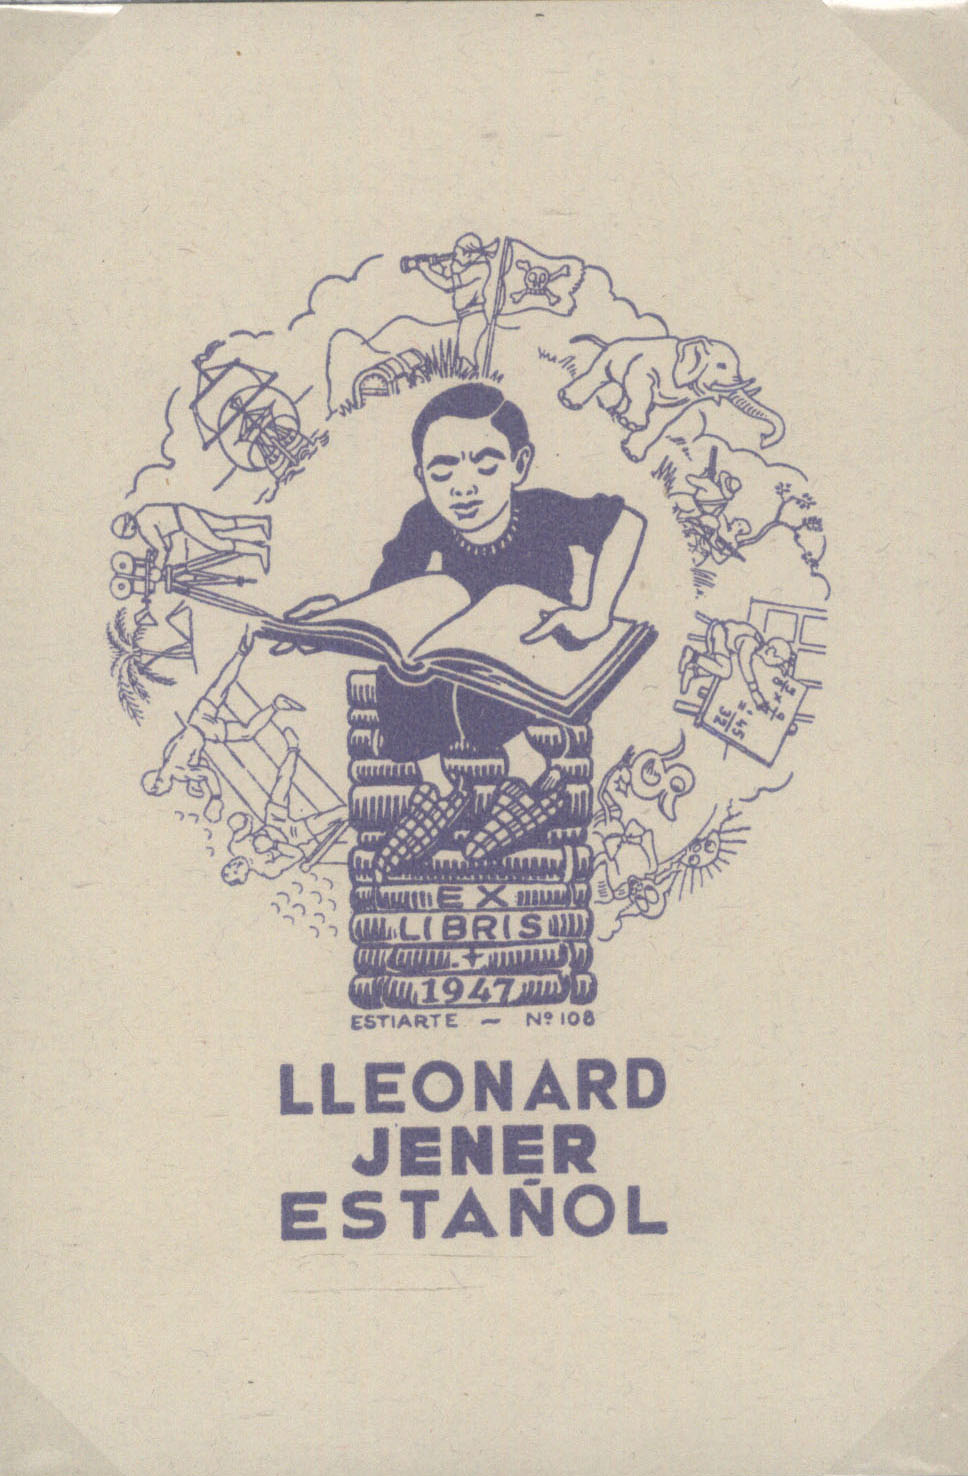 EX
LIBRIS
1947
ESTIARTE — Nº 108
LLEONARD
JENER
ESTAÑOL